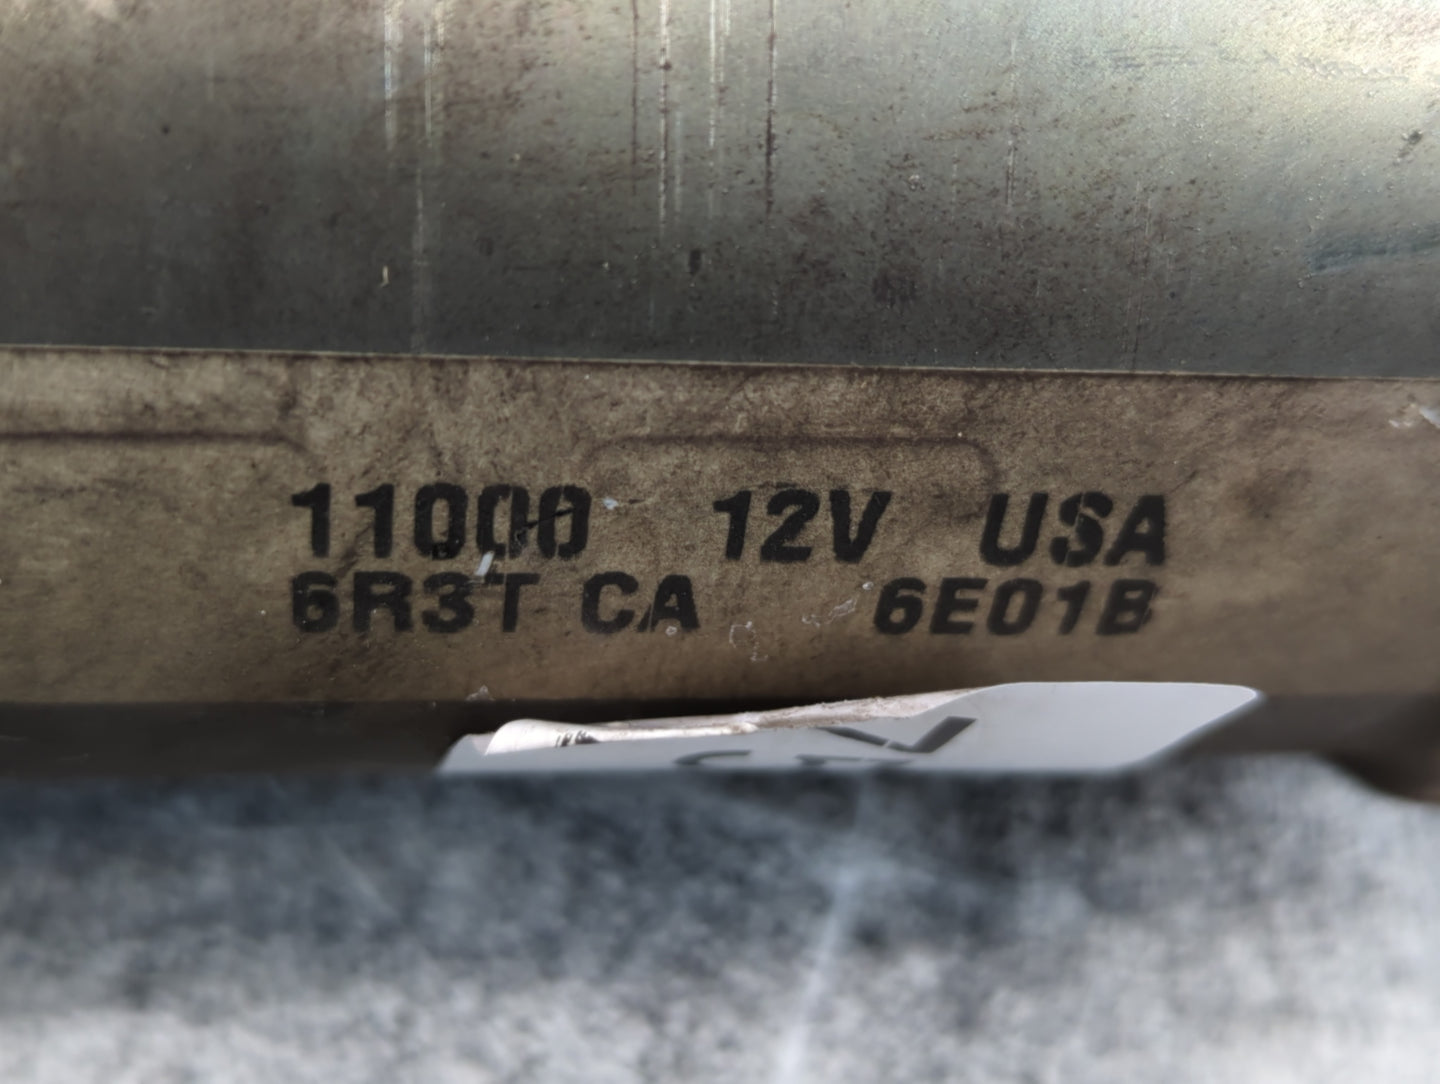 11000 12V USA
6R3T CA 6E01B